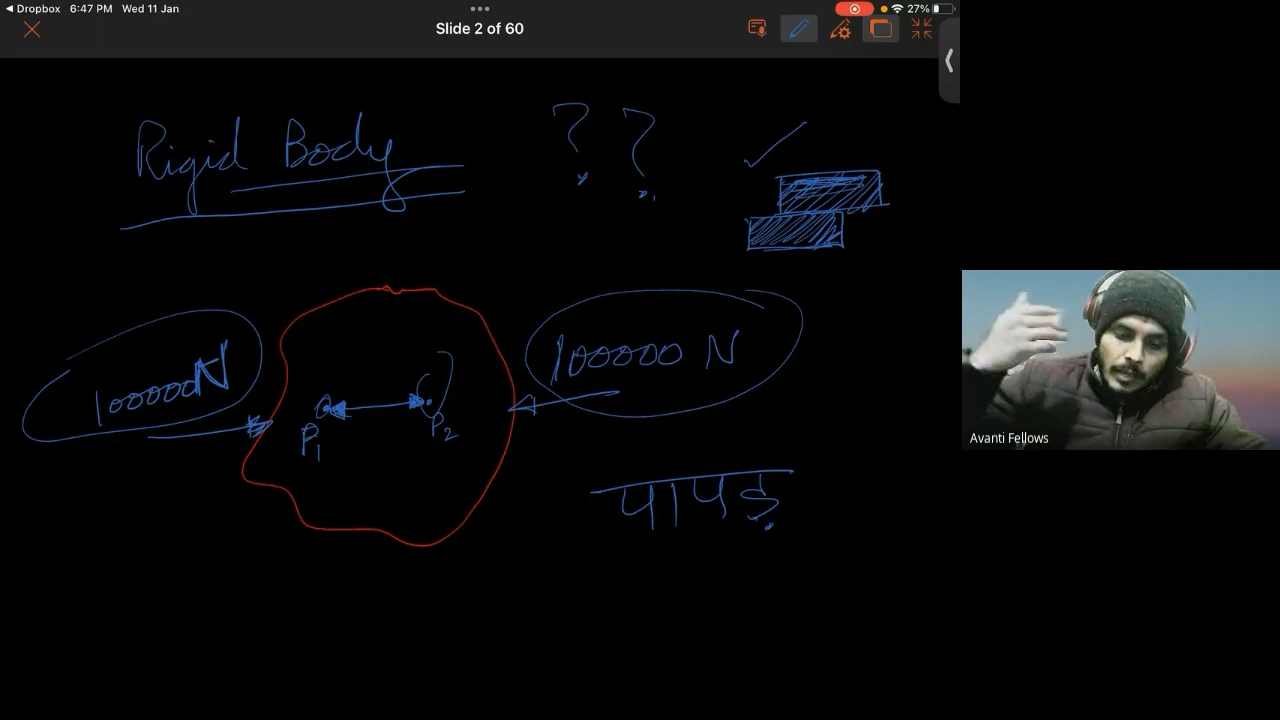 Dropbox 6:47 PM Wed 11 Jan
27%
Slide 2 of 60
Rigid Body ??
100000N
100000 N
P1
P2
पापड़
Avanti Fellows